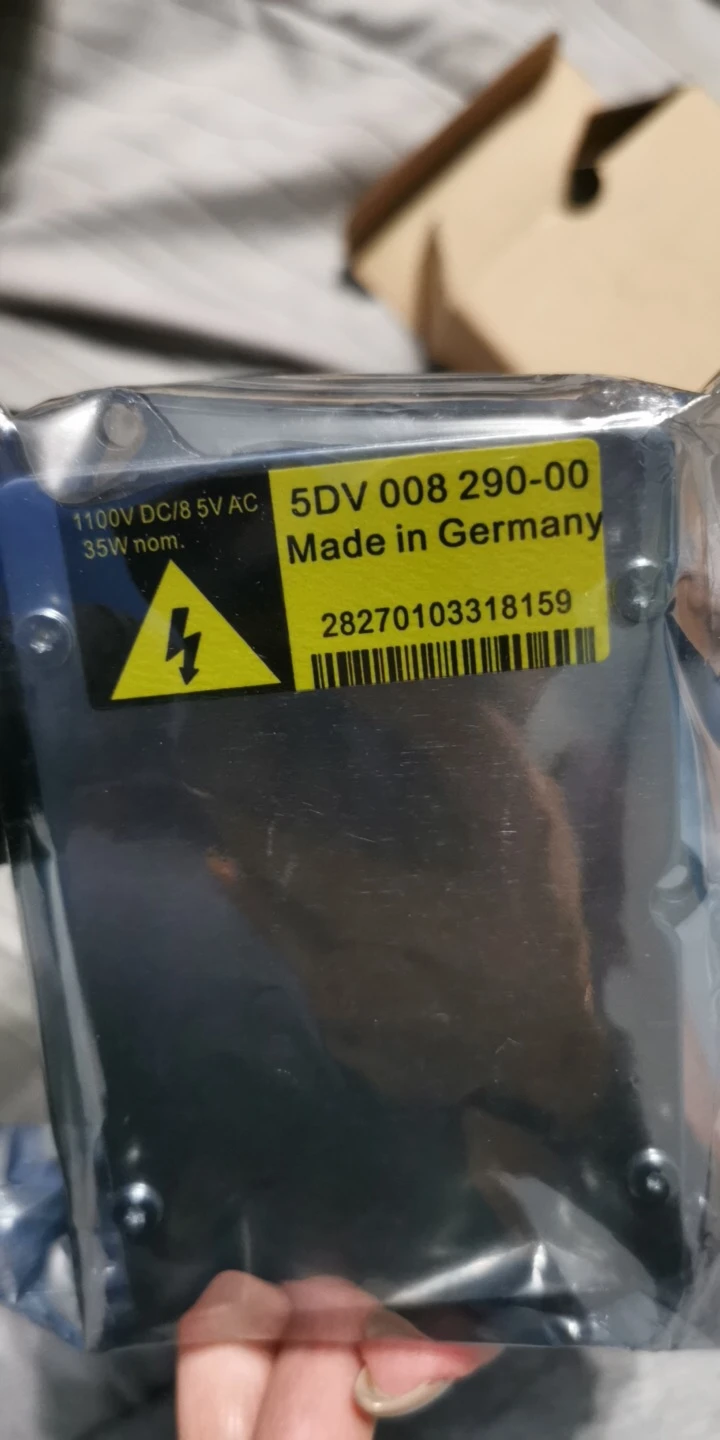 1100V DC/8 5V AC
35W nom.
5DV 008 290-00
Made in Germany
28270103318159